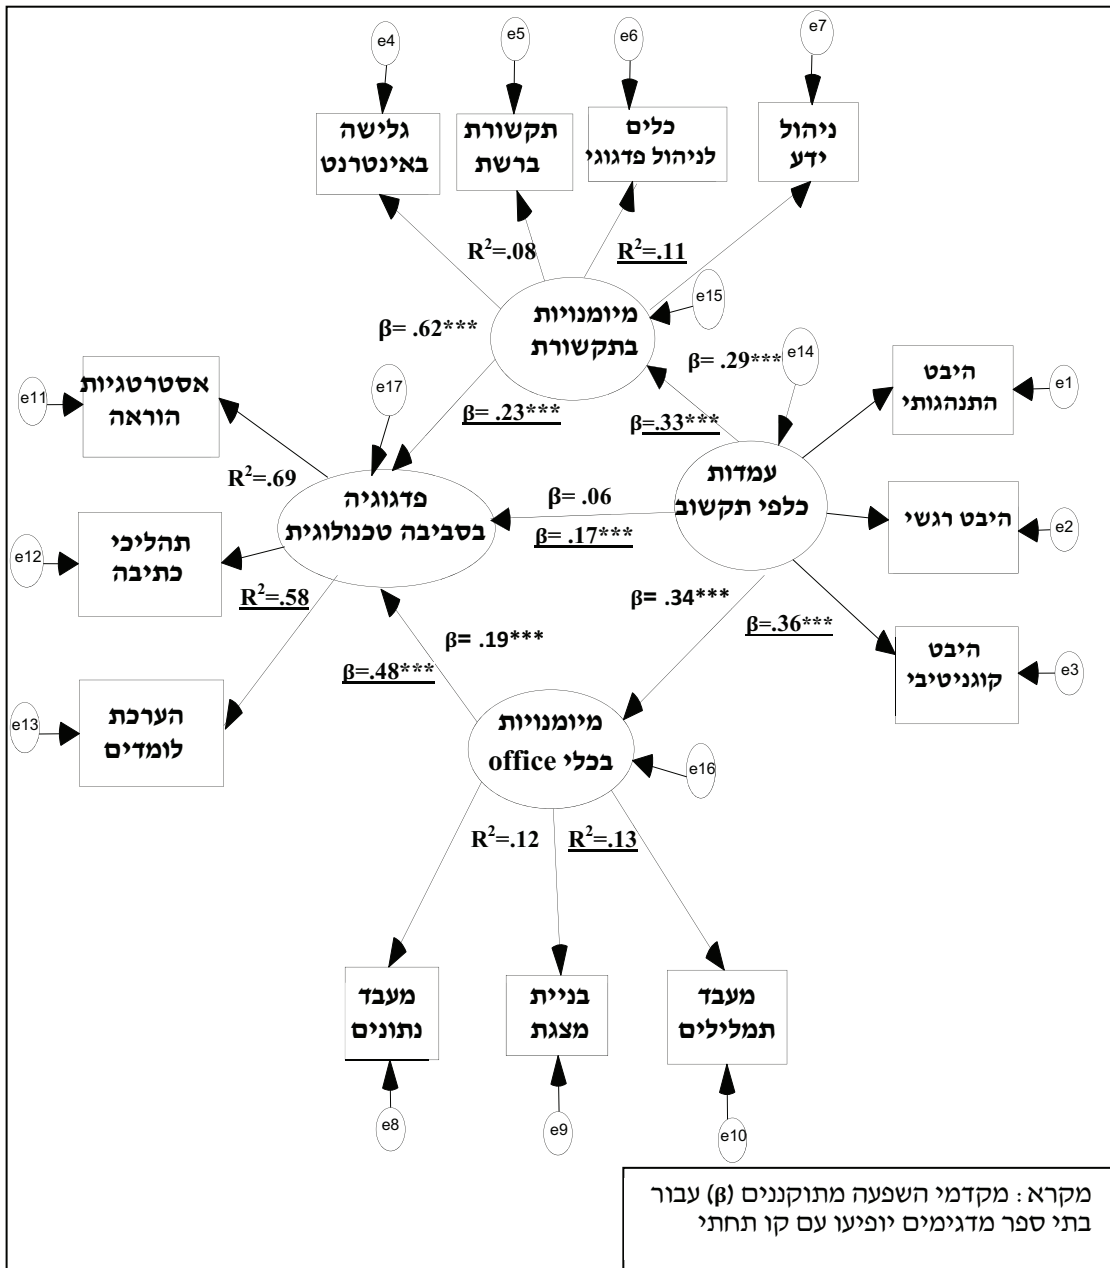 e7
e6
e5
e4
ניהול
ידע
כלים
לניהול פדגוגי
תקשורת
ברשת
גלישה
באינטרנט
R²=.08
R²=.11
e15
מיומנויות
בתקשורת
β= .62***
β= .29***
e14
היבט
התנהגותי
e1
e17
אסטרטגיות
הוראה
e11
β= .23***
β=.33***
R²=.69
עמדות
כלפי תקשוב
פדגוגיה
בסביבה טכנולוגית
β= .06
β= .17***
היבט רגשי
e2
תהליכי
כתיבה
e12
R²=.58
β= .34***
β=.36***
היבט
קוגניטיבי
e3
β= .19***
β=.48***
הערכת
לומדים
e13
מיומנויות
בכלי office
e16
R²=.12
R²=.13
מעבד
תמלילים
בניית
מצגת
מעבד
נתונים
e8
e9
e10
מקרא : מקדמי השפעה מתוקננים (β) עבור
בתי ספר מדגימים יופיעו עם קו תחתי